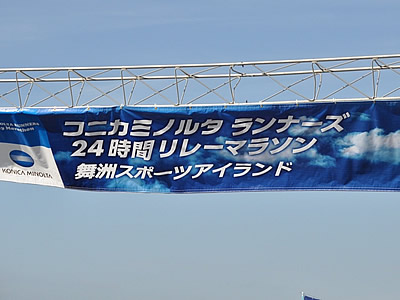 コニカミノルタ ランナーズ
24時間 リレーマラソン
舞洲スポーツアイランド
KONICA MINOLTA